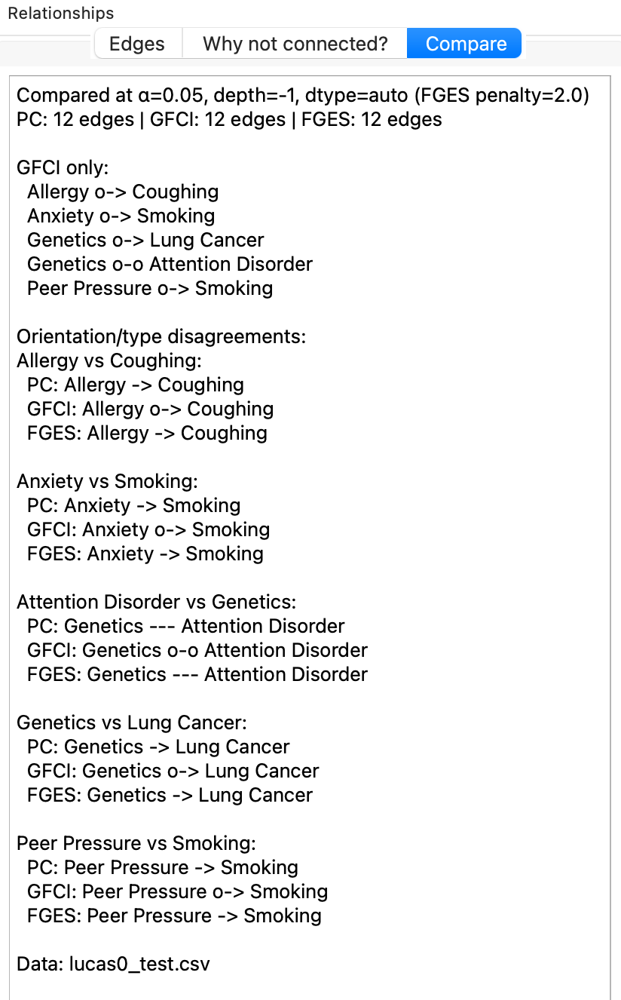 Relationships
Edges
Why not connected?
Compare
Compared at α=0.05, depth=-1, dtype=auto (FGES penalty=2.0)
PC: 12 edges | GFCI: 12 edges | FGES: 12 edges
GFCI only:
Allergy o-> Coughing
Anxiety o-> Smoking
Genetics o-> Lung Cancer
Genetics o-o Attention Disorder
Peer Pressure o-> Smoking
Orientation/type disagreements:
Allergy vs Coughing:
PC: Allergy -> Coughing
GFCI: Allergy o-> Coughing
FGES: Allergy -> Coughing
Anxiety vs Smoking:
PC: Anxiety -> Smoking
GFCI: Anxiety o-> Smoking
FGES: Anxiety -> Smoking
Attention Disorder vs Genetics:
PC: Genetics --- Attention Disorder
GFCI: Genetics o-o Attention Disorder
FGES: Genetics --- Attention Disorder
Genetics vs Lung Cancer:
PC: Genetics -> Lung Cancer
GFCI: Genetics o-> Lung Cancer
FGES: Genetics -> Lung Cancer
Peer Pressure vs Smoking:
PC: Peer Pressure -> Smoking
GFCI: Peer Pressure o-> Smoking
FGES: Peer Pressure -> Smoking
Data: lucas0_test.csv